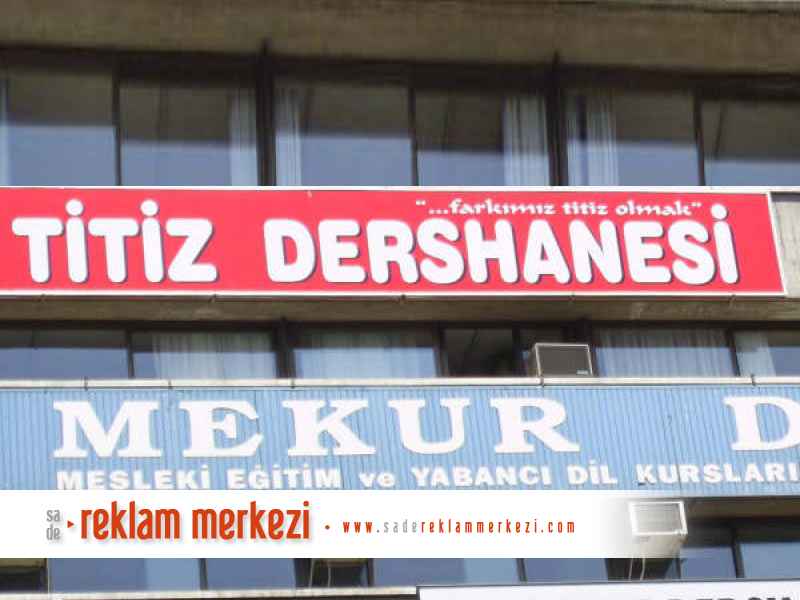 "...farkımız titiz olmak"
TİTİZ DERSHANESİ
MEKUR D
MESLEKİ EĞİTİM ve YABANCI DİL KURSLARI
sade reklam merkezi • www.sadereklammerkezi.com